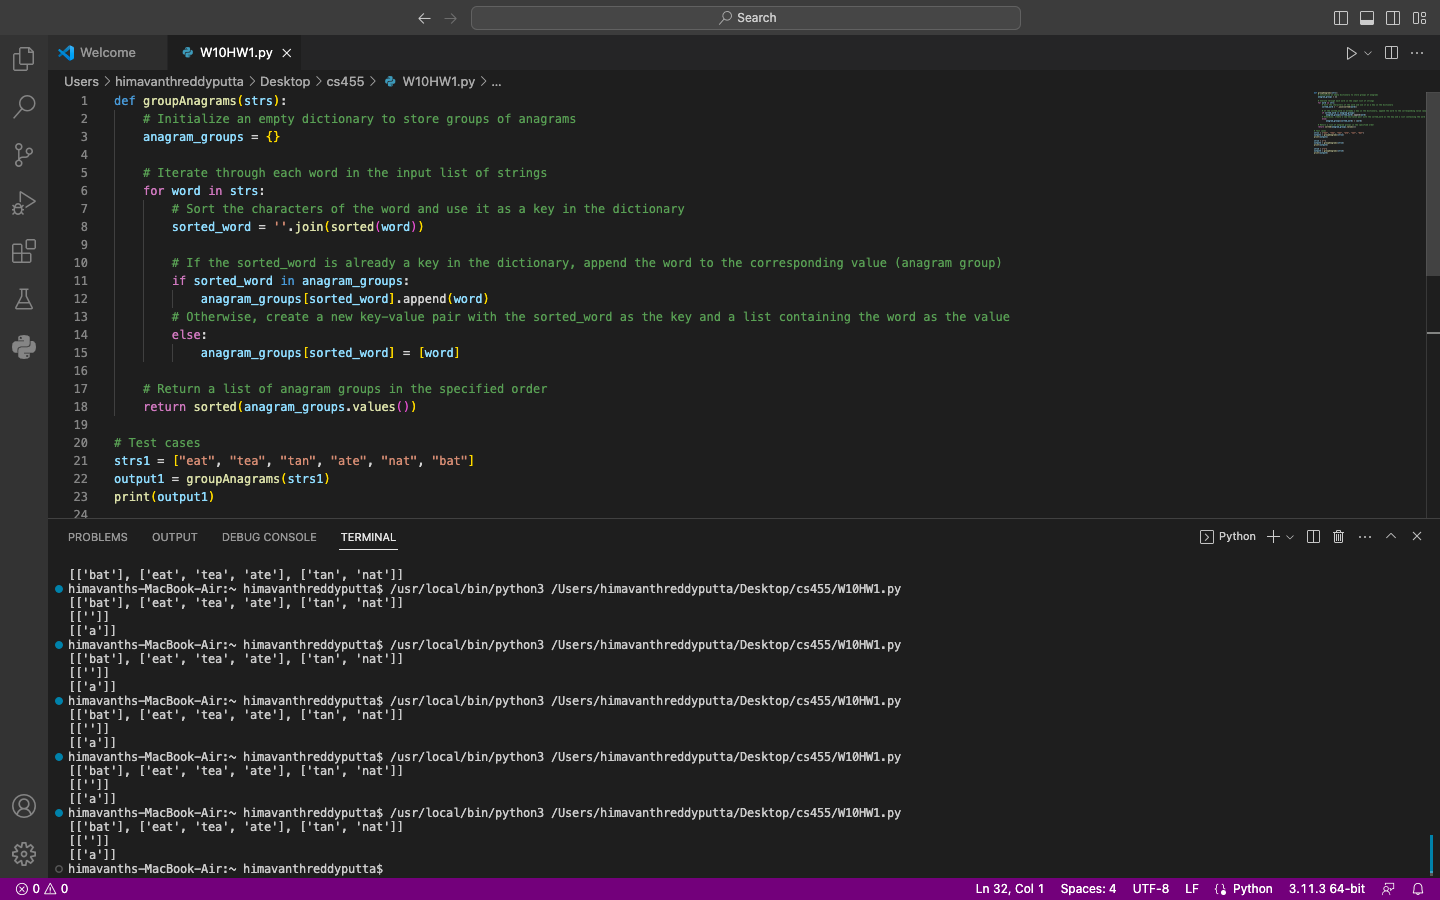 Search
Welcome
W10HW1.py
Users > himavanthreddyputta > Desktop > cs455 > W10HW1.py > ...
1 def groupAnagrams(strs):
2     # Initialize an empty dictionary to store groups of anagrams
3     anagram_groups = {}
4
5     # Iterate through each word in the input list of strings
6     for word in strs:
7         # Sort the characters of the word and use it as a key in the dictionary
8         sorted_word = ''.join(sorted(word))
9
10         # If the sorted_word is already a key in the dictionary, append the word to the corresponding value (anagram group)
11         if sorted_word in anagram_groups:
12             anagram_groups[sorted_word].append(word)
13         # Otherwise, create a new key-value pair with the sorted_word as the key and a list containing the word as the value
14         else:
15             anagram_groups[sorted_word] = [word]
16
17     # Return a list of anagram groups in the specified order
18     return sorted(anagram_groups.values())
19
20 # Test cases
21 strs1 = ["eat", "tea", "tan", "ate", "nat", "bat"]
22 output1 = groupAnagrams(strs1)
23 print(output1)
24
PROBLEMS OUTPUT DEBUG CONSOLE TERMINAL Python
[['bat'], ['eat', 'tea', 'ate'], ['tan', 'nat']]
himavanths-MacBook-Air:~ himavanthreddyputta$ /usr/local/bin/python3 /Users/himavanthreddyputta/Desktop/cs455/W10HW1.py
[['bat'], ['eat', 'tea', 'ate'], ['tan', 'nat']]
[['']]
[['a']]
himavanths-MacBook-Air:~ himavanthreddyputta$ /usr/local/bin/python3 /Users/himavanthreddyputta/Desktop/cs455/W10HW1.py
[['bat'], ['eat', 'tea', 'ate'], ['tan', 'nat']]
[['']]
[['a']]
himavanths-MacBook-Air:~ himavanthreddyputta$ /usr/local/bin/python3 /Users/himavanthreddyputta/Desktop/cs455/W10HW1.py
[['bat'], ['eat', 'tea', 'ate'], ['tan', 'nat']]
[['']]
[['a']]
himavanths-MacBook-Air:~ himavanthreddyputta$ /usr/local/bin/python3 /Users/himavanthreddyputta/Desktop/cs455/W10HW1.py
[['bat'], ['eat', 'tea', 'ate'], ['tan', 'nat']]
[['']]
[['a']]
himavanths-MacBook-Air:~ himavanthreddyputta$ /usr/local/bin/python3 /Users/himavanthreddyputta/Desktop/cs455/W10HW1.py
[['bat'], ['eat', 'tea', 'ate'], ['tan', 'nat']]
[['']]
[['a']]
himavanths-MacBook-Air:~ himavanthreddyputta$
0 0 Ln 32, Col 1 Spaces: 4 UTF-8 LF Python 3.11.3 64-bit